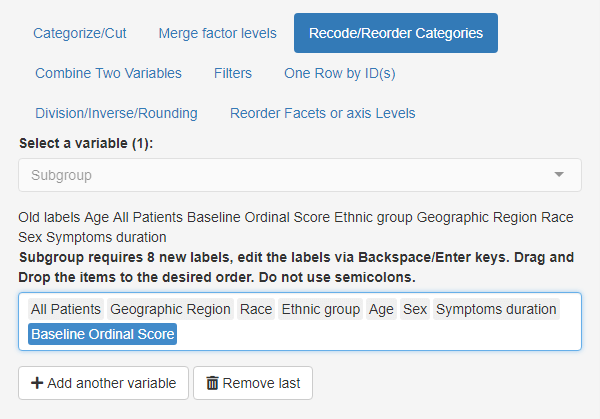 Categorize/Cut Merge factor levels Recode/Reorder Categories
Combine Two Variables Filters One Row by ID(s)
Division/Inverse/Rounding Reorder Facets or axis Levels
Select a variable (1):
Subgroup
Old labels Age All Patients Baseline Ordinal Score Ethnic group Geographic Region Race
Sex Symptoms duration
Subgroup requires 8 new labels, edit the labels via Backspace/Enter keys. Drag and
Drop the items to the desired order. Do not use semicolons.
All Patients Geographic Region Race Ethnic group Age Sex Symptoms duration
Baseline Ordinal Score
Add another variable Remove last